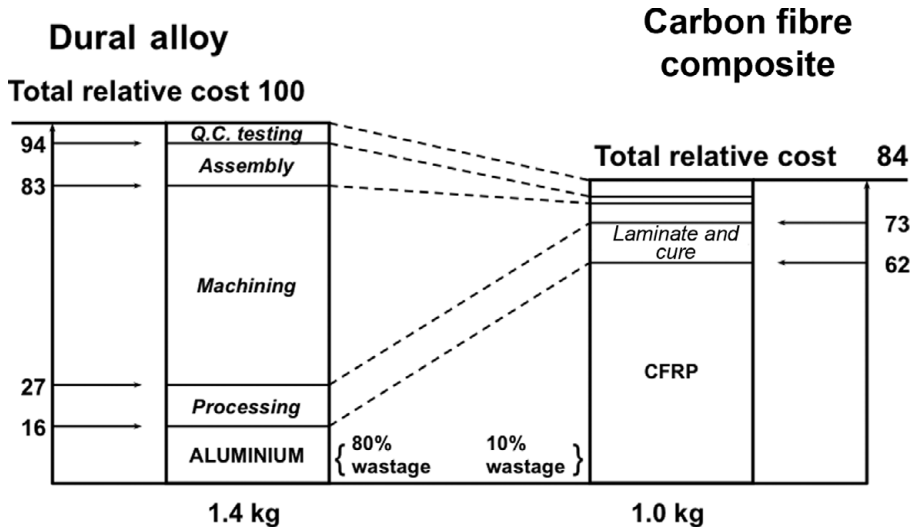 Dural alloy
Total relative cost 100
94
83
27
16
Q.C. testing
Assembly
Machining
Processing
ALUMINIUM
1.4 kg
80%
wastage
10%
wastage
Carbon fibre
composite
Total relative cost 84
73
62
Laminate and
cure
CFRP
1.0 kg